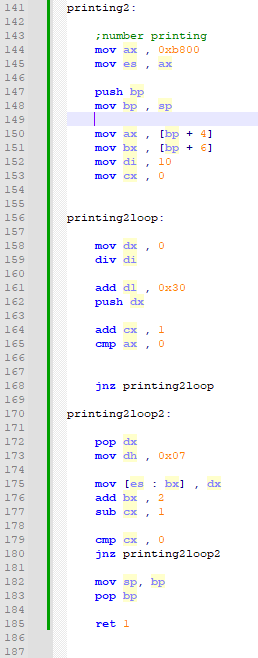 141 printing2:
142
143 ;number printing
144 mov ax , 0xb800
145 mov es , ax
146
147 push bp
148 mov bp , sp
149
150 mov ax , [bp + 4]
151 mov bx , [bp + 6]
152 mov di , 10
153 mov cx , 0
154
155
156 printing2loop:
157
158 mov dx , 0
159 div di
160
161 add dl , 0x30
162 push dx
163
164 add cx , 1
165 cmp ax , 0
166
167
168 jnz printing2loop
169
170 printing2loop2:
171
172 pop dx
173 mov dh , 0x07
174
175 mov [es : bx] , dx
176 add bx , 2
177 sub cx , 1
178
179 cmp cx , 0
180 jnz printing2loop2
181
182 mov sp, bp
183 pop bp
184
185 ret 1
186
187